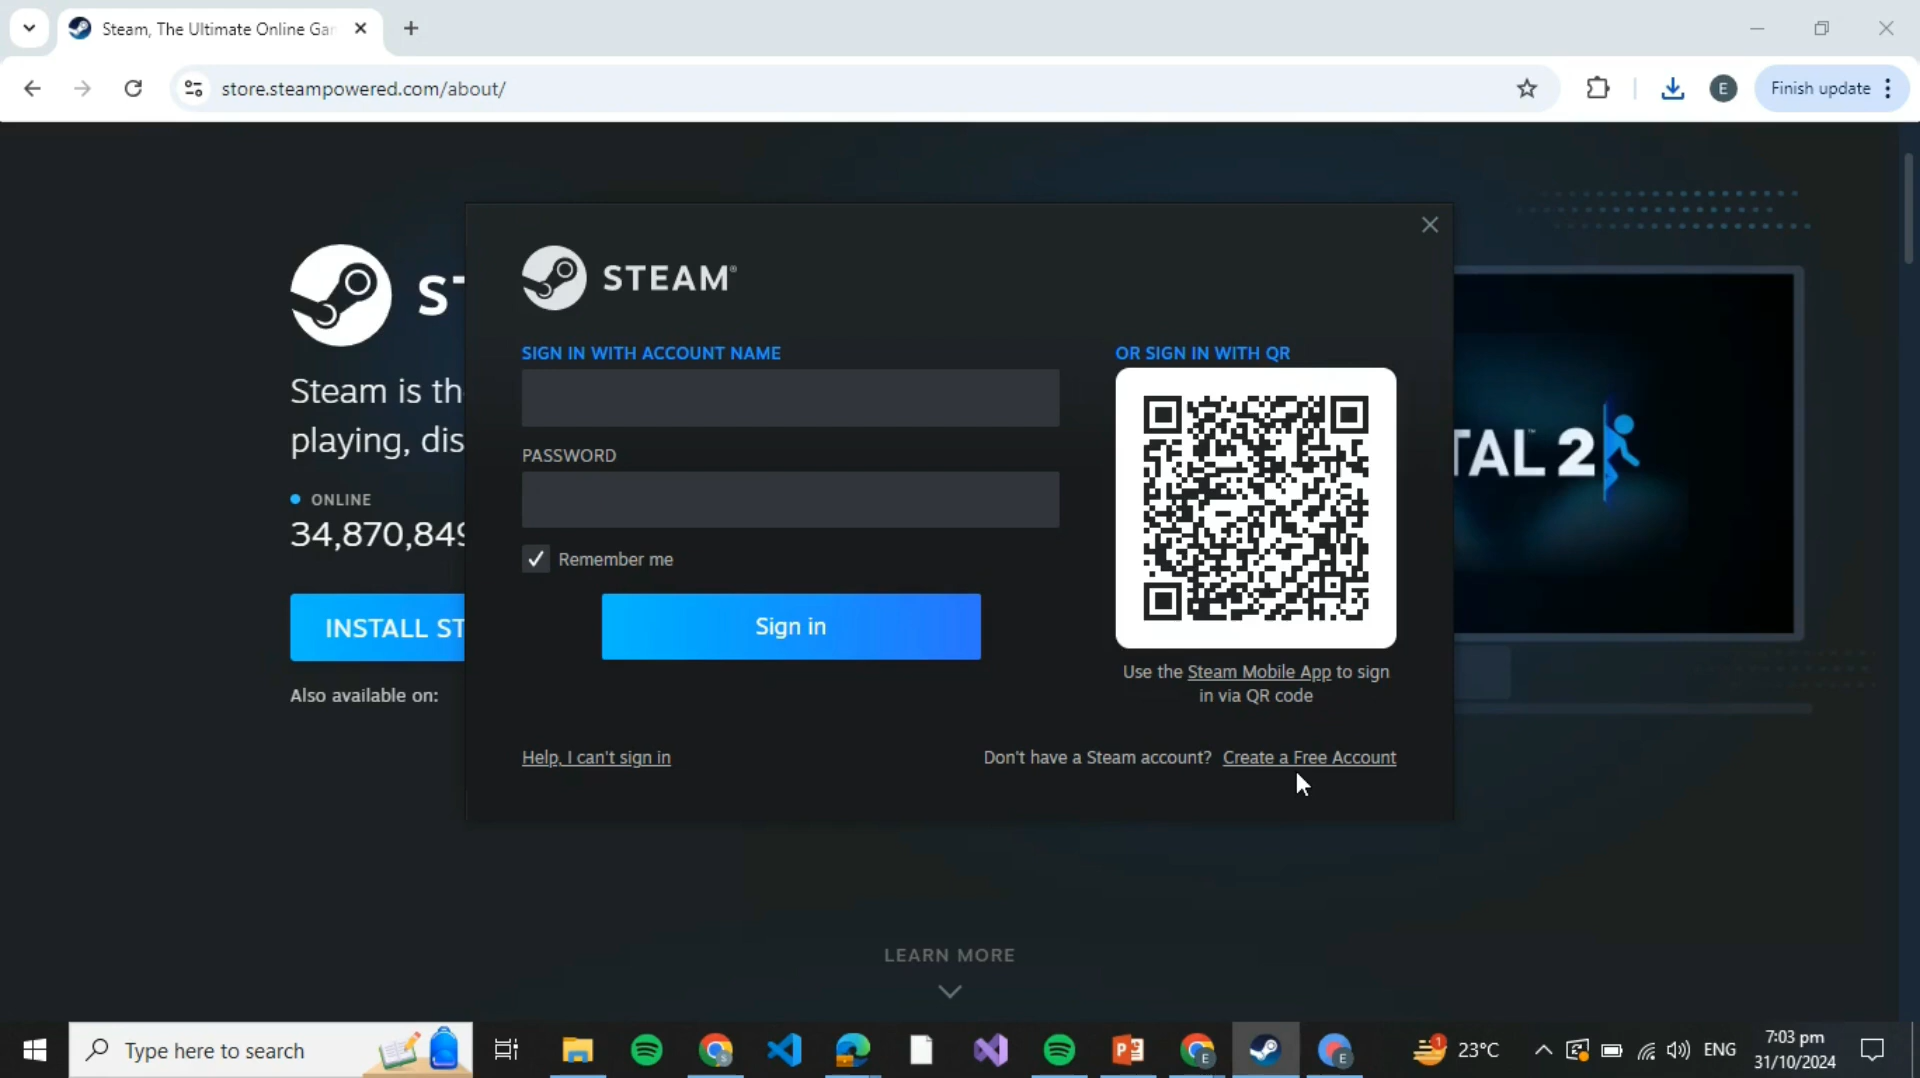 Steam, The Ultimate Online Gar
store.steampowered.com/about/
E
Finish update
ST
Steam is th
playing, dis
ONLINE
34,870,849
INSTALL ST
Also available on:
STEAM®
SIGN IN WITH ACCOUNT NAME
PASSWORD
Remember me
Sign in
Help, I can't sign in
OR SIGN IN WITH QR
Use the Steam Mobile App to sign
in via QR code
Don't have a Steam account? Create a Free Account
TAL 2
LEARN MORE
Type here to search
23°C
ENG
7:03 pm
31/10/2024